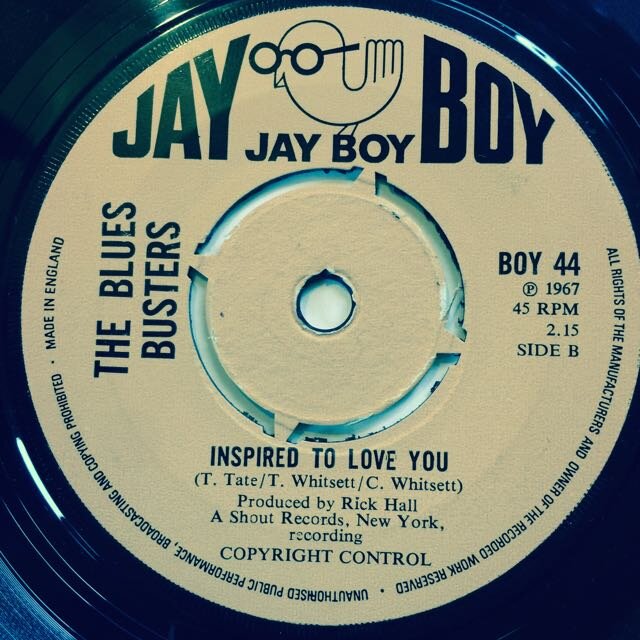 JAY BOY
JAY BOY
THE BLUES
BUSTERS
BOY 44
℗ 1967
45 RPM
2.15
SIDE B
INSPIRED TO LOVE YOU
(T. Tate/T. Whitsett/C. Whitsett)
Produced by Rick Hall
A Shout Records, New York,
recording
COPYRIGHT CONTROL
ALL RIGHTS OF THE MANUFACTURERS AND OWNER OF THE RECORDED WORK RESERVED · UNAUTHORISED PUBLIC PERFORMANCE, BROADCASTING AND COPYING PROHIBITED · MADE IN ENGLAND